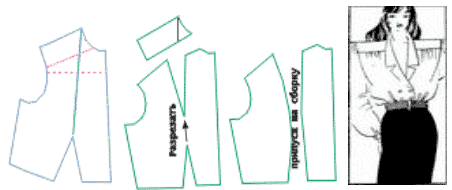 Разрезать
припуск на сборку